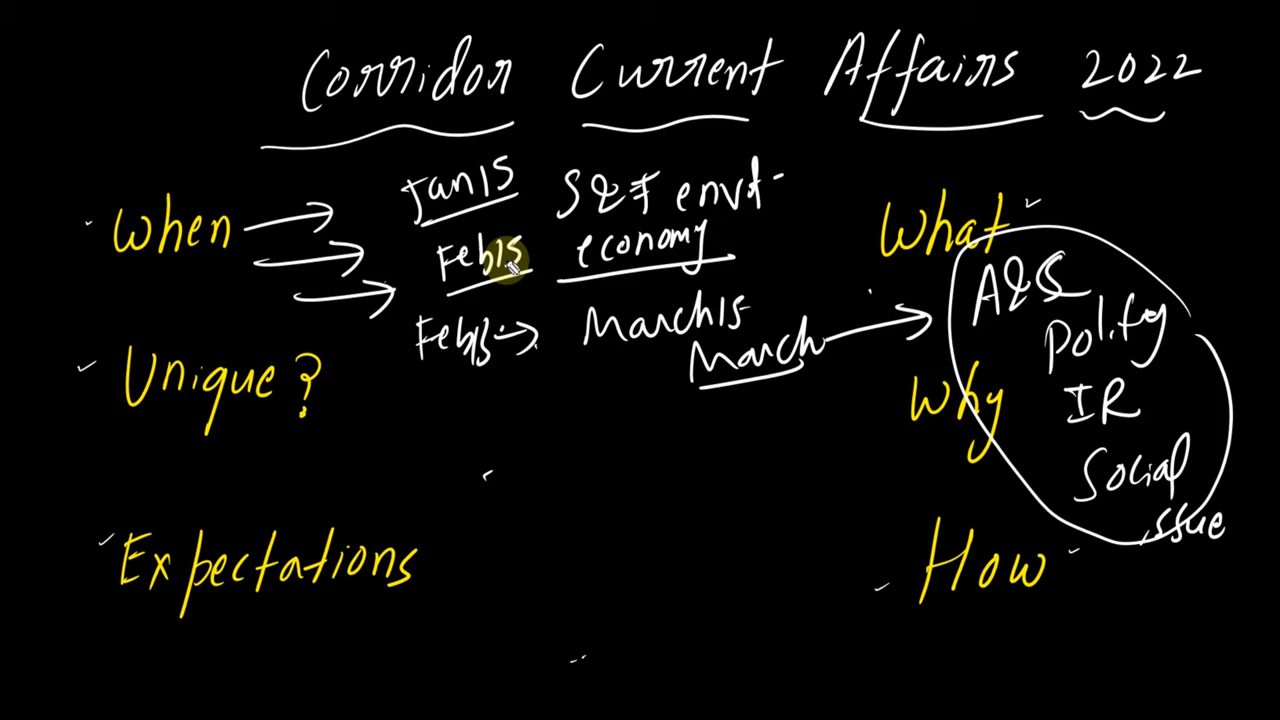 Corridor Current Affairs 2022
When
Jan15 S&T envt-
Feb15 economy
Feb15 → March15
March
Unique?
Expectations
What
A&C
Polity
IR
Social
issue
Why
How